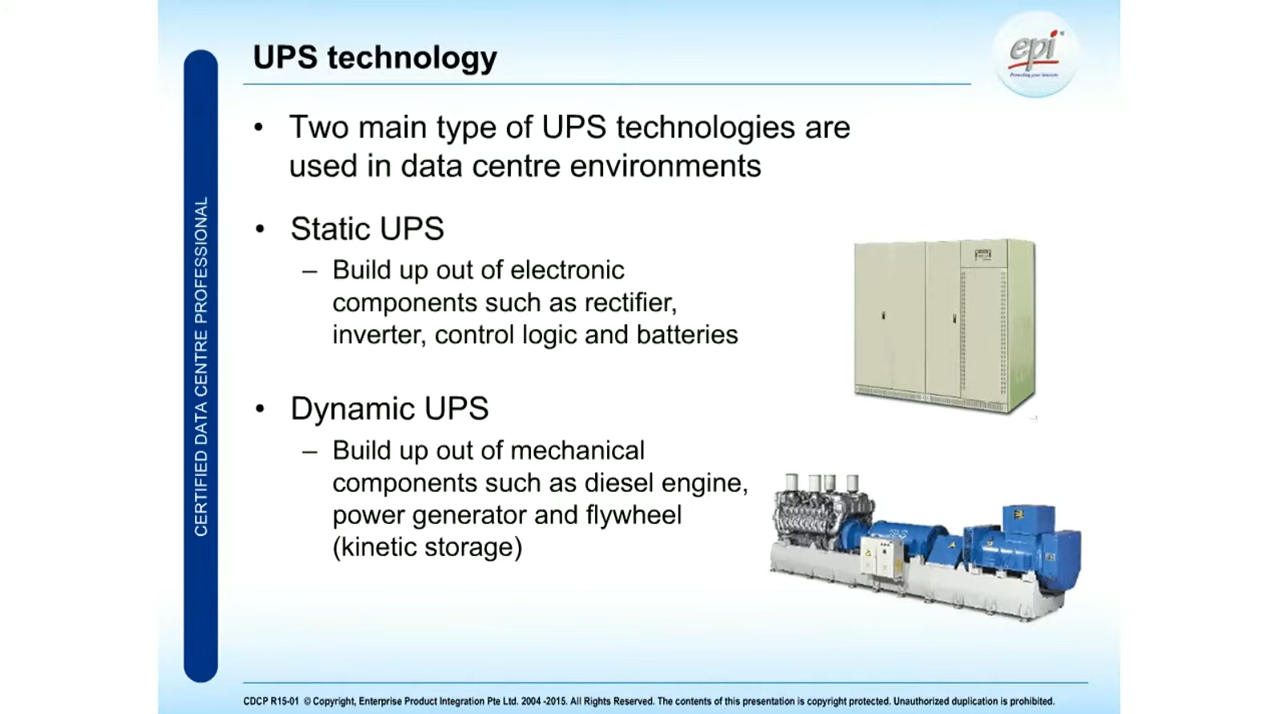 UPS technology
epi
Promoting your interests
• Two main type of UPS technologies are
used in data centre environments
• Static UPS
– Build up out of electronic
components such as rectifier,
inverter, control logic and batteries
• Dynamic UPS
– Build up out of mechanical
components such as diesel engine,
power generator and flywheel
(kinetic storage)
CERTIFIED DATA CENTRE PROFESSIONAL
CDCP R15-01 © Copyright, Enterprise Product Integration Pte Ltd. 2004 -2015. All Rights Reserved. The contents of this presentation is copyright protected. Unauthorized duplication is prohibited.